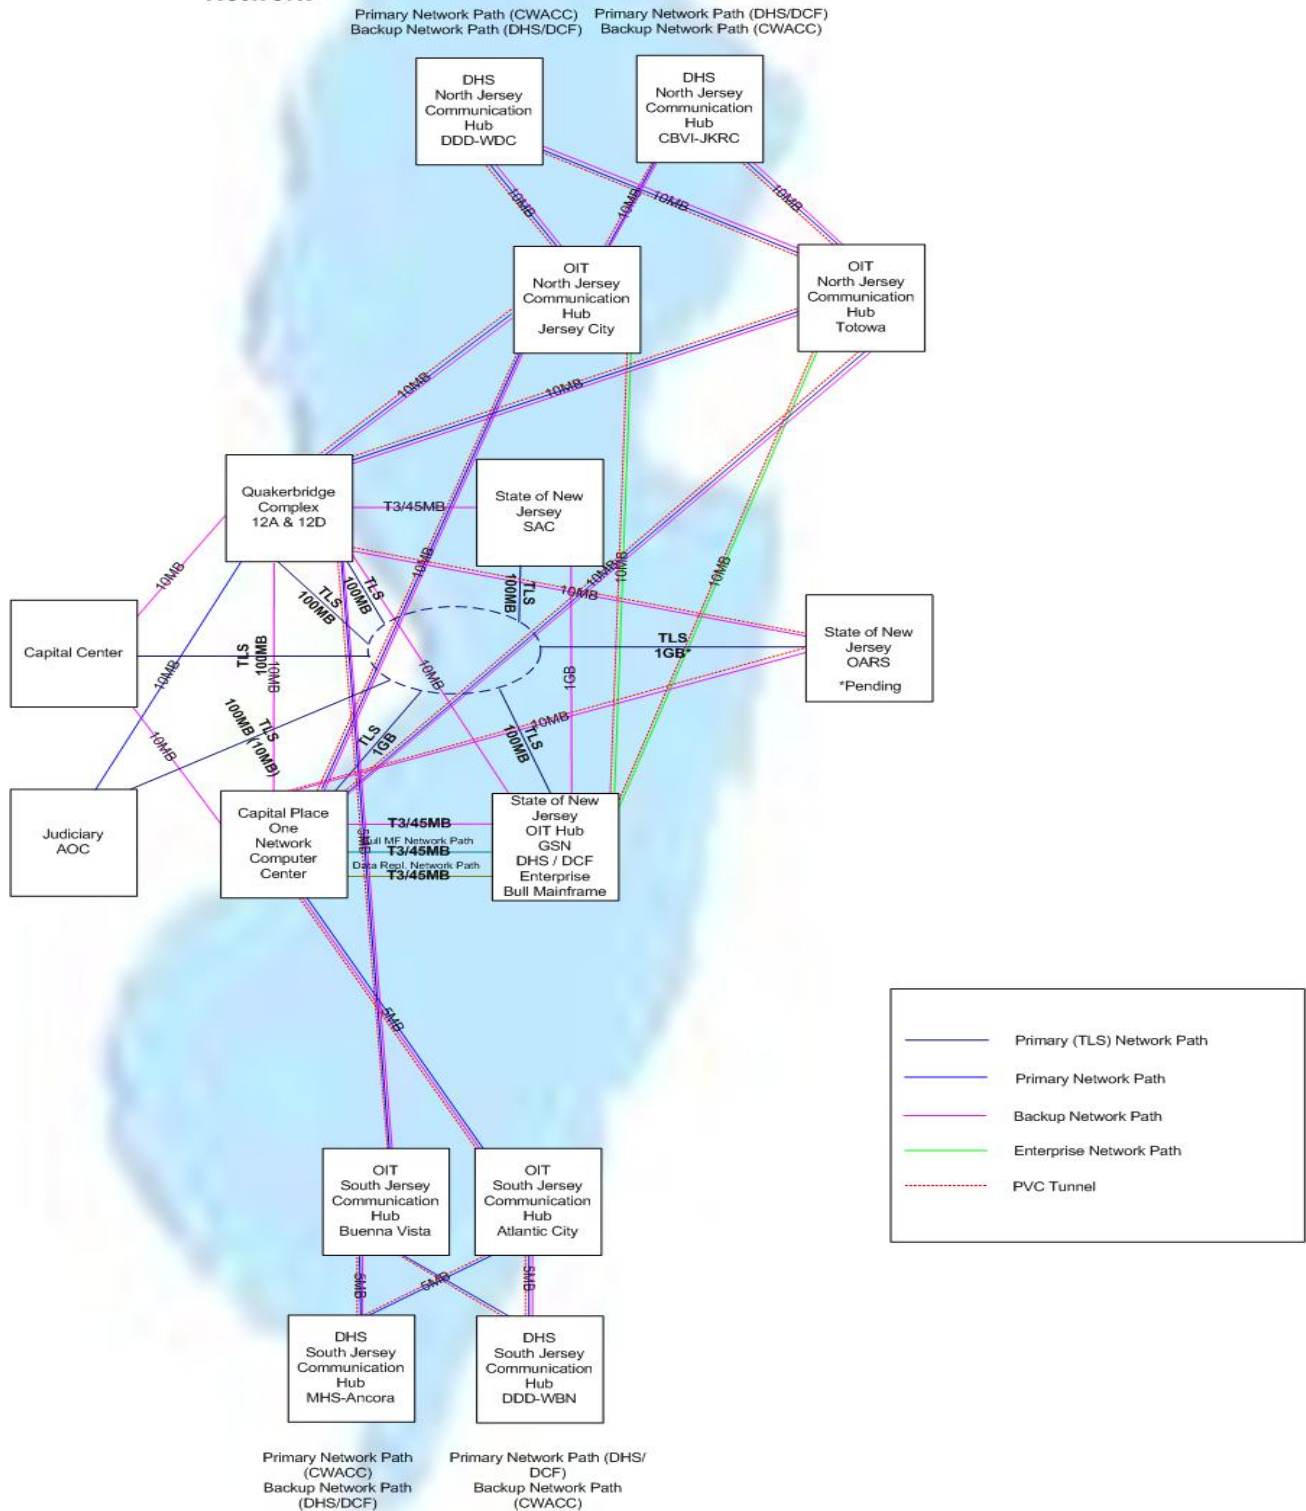 Primary Network Path (CWACC)
Backup Network Path (DHS/DCF)
Primary Network Path (DHS/DCF)
Backup Network Path (CWACC)
DHS
North Jersey
Communication
Hub
DDD-WDC
DHS
North Jersey
Communication
Hub
CBVI-JKRC
10MB
10MB
10MB
10MB
OIT
North Jersey
Communication
Hub
Jersey City
OIT
North Jersey
Communication
Hub
Totowa
10MB
10MB
Quakerbridge
Complex
12A & 12D
T3/45MB
State of New
Jersey
SAC
10MB
10MB
10MB
10MB
10MB
TLS
100MB
TLS
100MB
TLS
100MB
10MB
Capital Center
TLS
100MB
10MB
10MB
10MB
1GB
TLS
1GB*
State of New
Jersey
OARS
*Pending
10MB
TLS
100MB (10MB)
TLS
1GB
TLS
100MB
10MB
Judiciary
AOC
Capital Place
One
Network
Computer
Center
T3/45MB
Bull MF Network Path
T3/45MB
Data Repl. Network Path
T3/45MB
5MB
State of New
Jersey
OIT Hub
GSN
DHS / DCF
Enterprise
Bull Mainframe
5MB
Primary (TLS) Network Path
Primary Network Path
Backup Network Path
Enterprise Network Path
PVC Tunnel
OIT
South Jersey
Communication
Hub
Buenna Vista
OIT
South Jersey
Communication
Hub
Atlantic City
5MB
5MB
5MB
DHS
South Jersey
Communication
Hub
MHS-Ancora
DHS
South Jersey
Communication
Hub
DDD-WBN
Primary Network Path
(CWACC)
Backup Network Path
(DHS/DCF)
Primary Network Path (DHS/
DCF)
Backup Network Path
(CWACC)